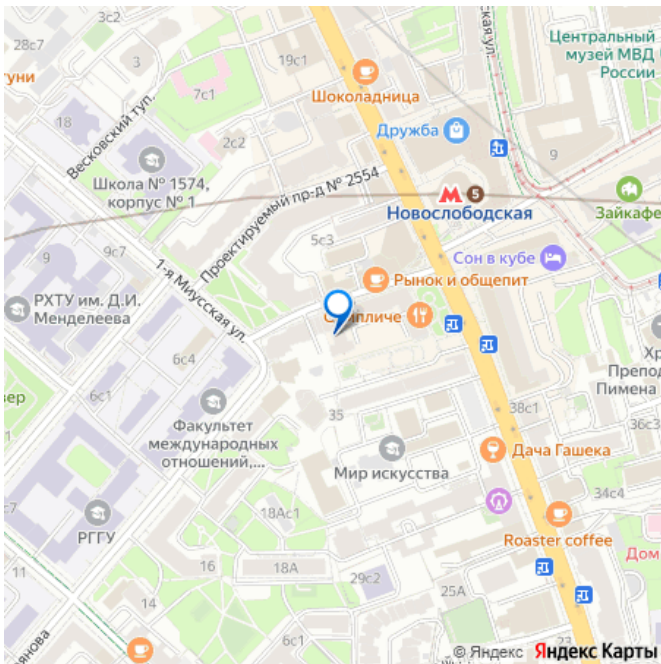 3с2
28с7
гуни
19с1
7с1
Центральный
музей МВД
России
Шоколадница
Дружба
18
2с2
Весковский туп.
9
Школа № 1574,
корпус № 1
Проектируемый пр-д № 2554
5
Новослободская
Зайкафе
5с3
9с7
9
1-я Миусская ул.
Сон в кубе
Рынок и общепит
РХТУ им. Д.И.
Менделеева
6с4
6с1
Хр
Препод
Пимена
вер
Факультет
международных
отношений,...
35
38с1
36с3
Мир искусства
Дача Гашека
с7
34с4
РГГУ
18Ас1
Roaster coffee
Дом
16
18А
11
29с2
25А
14
6с1
23
© Яндекс Яндекс Карты